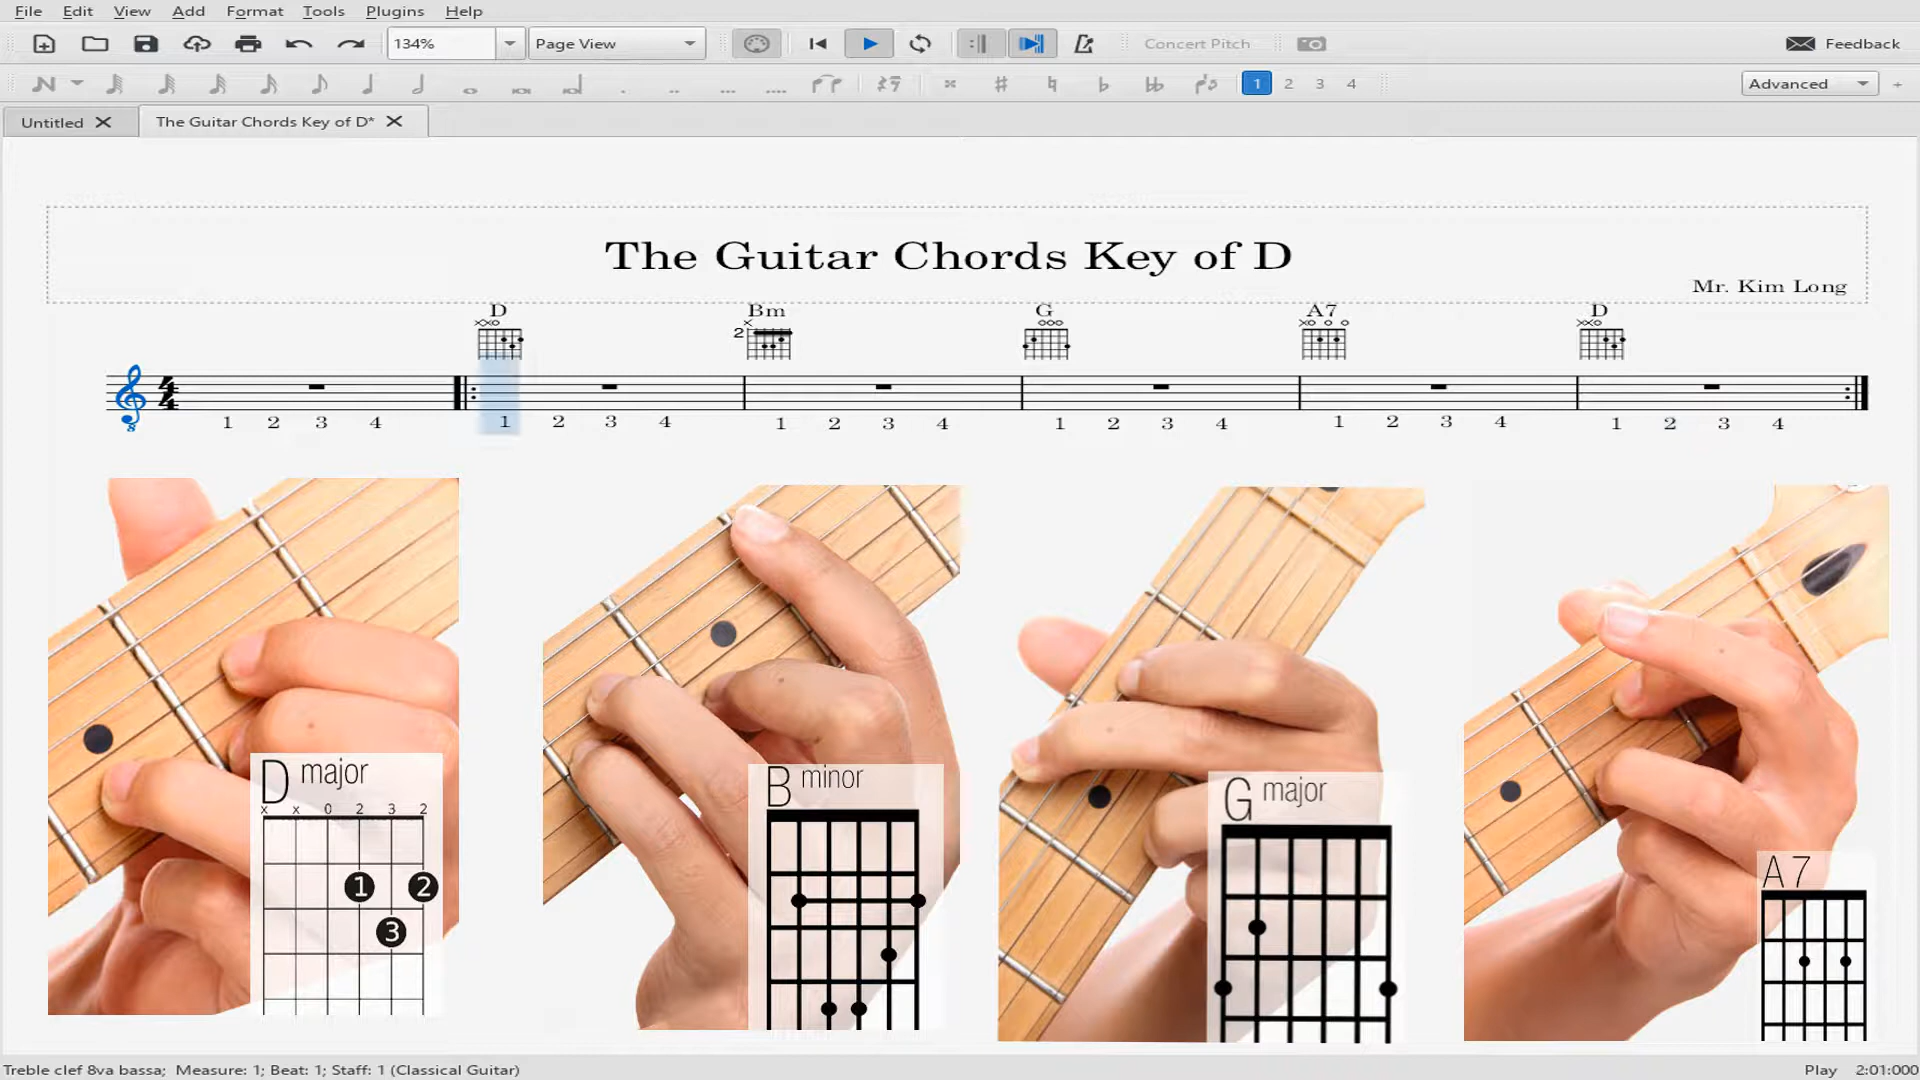 File Edit View Add Format Tools Plugins Help
134% Page View Concert Pitch Feedback
1 2 3 4 Advanced +
Untitled The Guitar Chords Key of D*
The Guitar Chords Key of D
Mr. Kim Long
D Bm G A7 D
2
1 2 3 4 1 2 3 4 1 2 3 4 1 2 3 4 1 2 3 4 1 2 3 4
D major
x x 0 2 3 2
1 2
3
B minor
G major
A7
Treble clef 8va bassa; Measure: 1; Beat: 1; Staff: 1 (Classical Guitar) Play 2:01:000